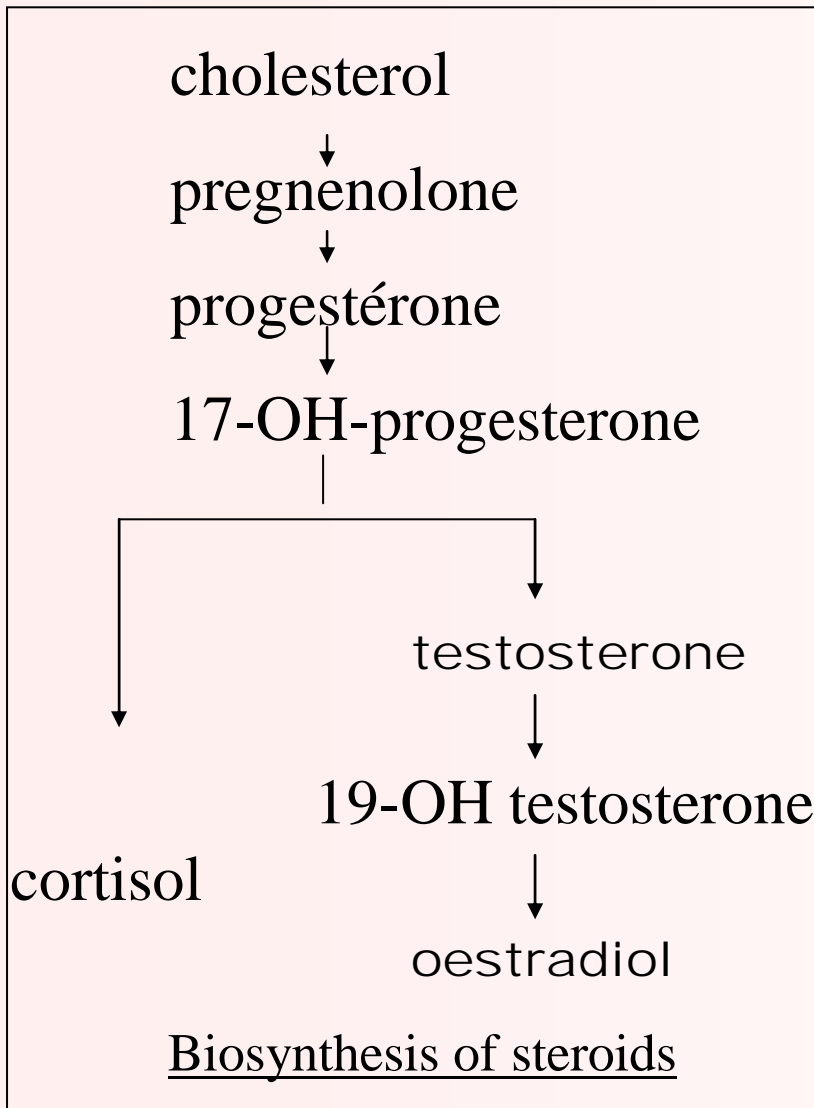 cholesterol
pregnenolone
progestérone
17-OH-progesterone
testosterone
19-OH testosterone
cortisol
oestradiol
Biosynthesis of steroids